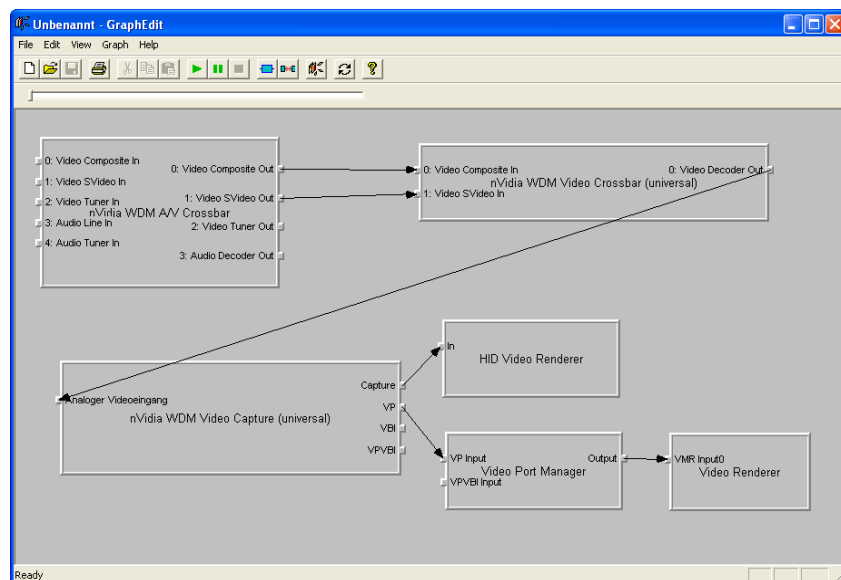 Unbenannt - GraphEdit
File Edit View Graph Help
0: Video Composite In
1: Video SVideo In
2: Video Tuner In
3: Audio Line In
4: Audio Tuner In
0: Video Composite Out
1: Video SVideo Out
2: Video Tuner Out
3: Audio Decoder Out
nVidia WDM A/V Crossbar
0: Video Composite In
1: Video SVideo In
0: Video Decoder Out
nVidia WDM Video Crossbar (universal)
In
HID Video Renderer
Analoger Videoeingang
Capture
VP
VBI
VPVBI
nVidia WDM Video Capture (universal)
VP Input
VPVBI Input
Output
Video Port Manager
VMR Input0
Video Renderer
Ready